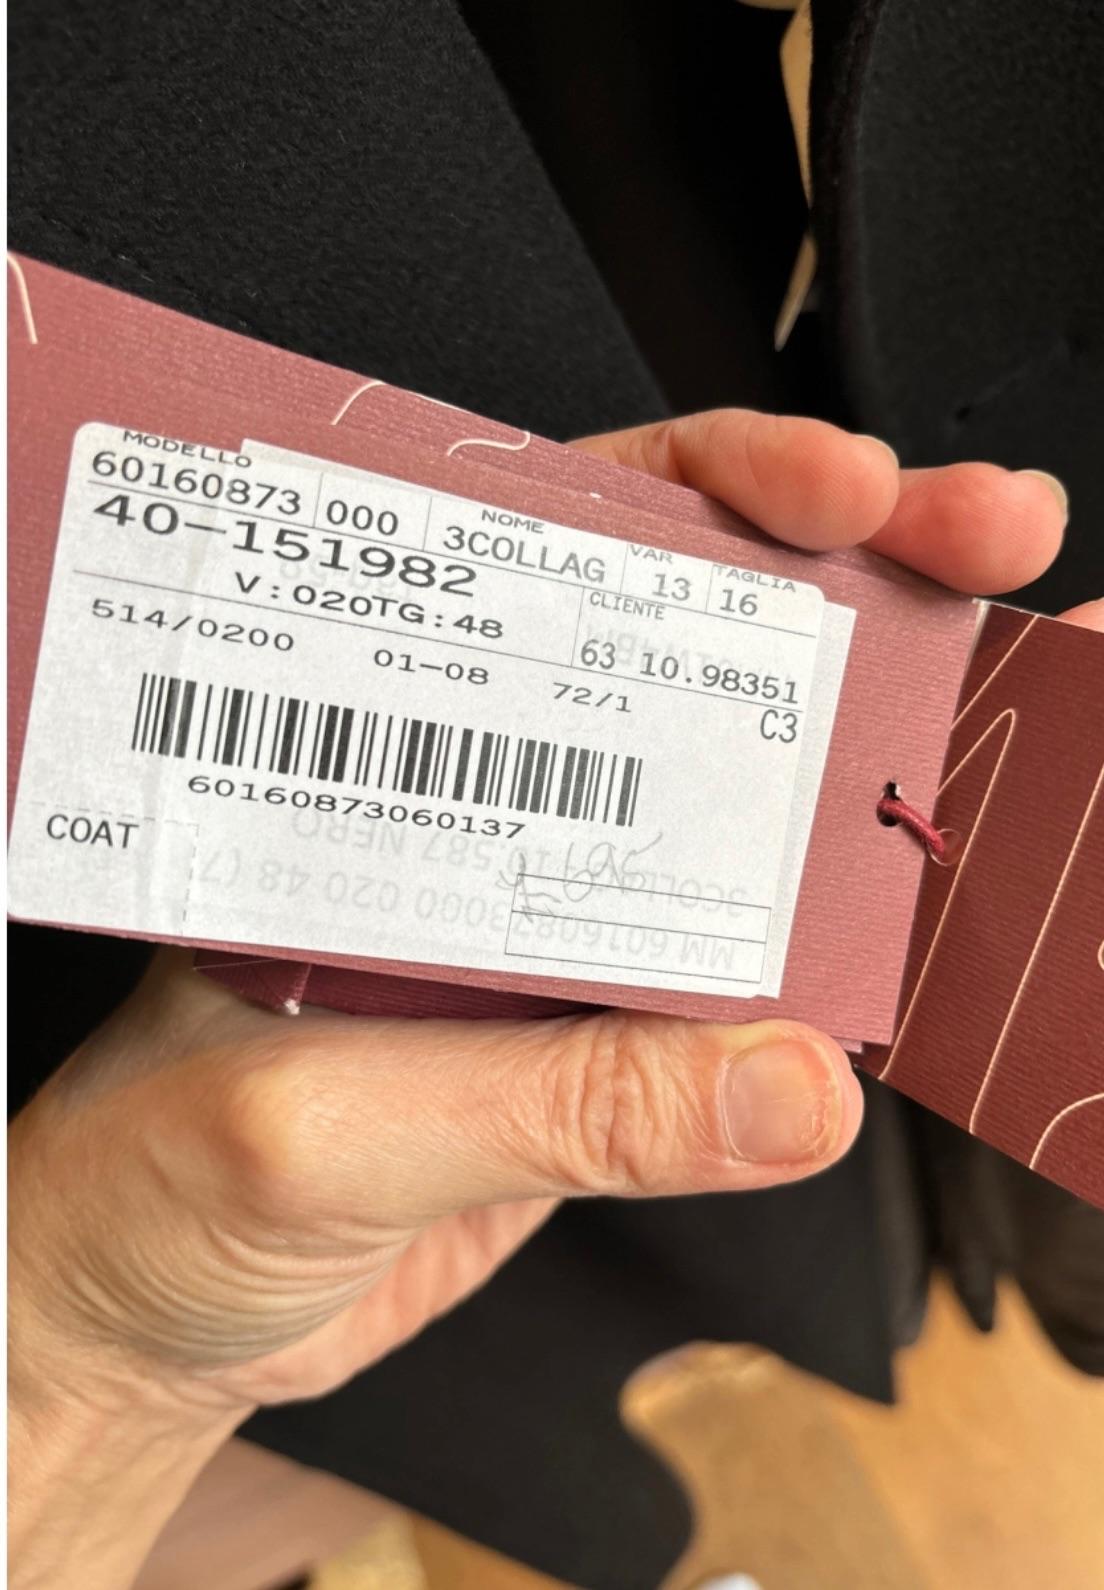 MODELLO
60160873 000 NOME 3COLLAG VAR 13 TAGLIA 16
40-151982
V:020TG:48 CLIENTE
63 10.98351
514/0200 01-08 72/1 C3
60160873060137
COAT